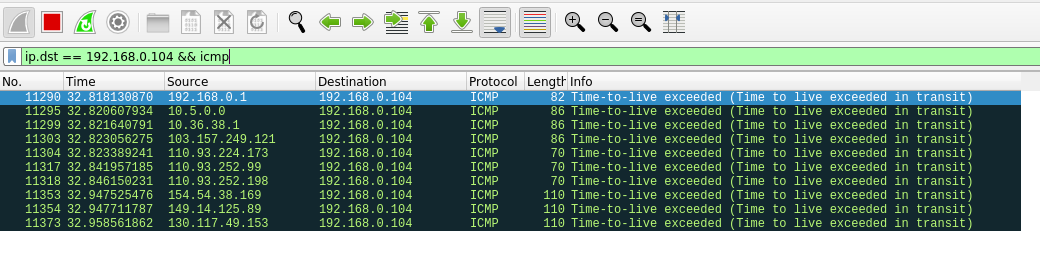 ip.dst == 192.168.0.104 && icmp
No. Time Source Destination Protocol Length Info
11290 32.818130870 192.168.0.1 192.168.0.104 ICMP 82 Time-to-live exceeded (Time to live exceeded in transit)
11295 32.820607934 10.5.0.0 192.168.0.104 ICMP 86 Time-to-live exceeded (Time to live exceeded in transit)
11299 32.821640791 10.36.38.1 192.168.0.104 ICMP 86 Time-to-live exceeded (Time to live exceeded in transit)
11303 32.823056275 103.157.249.121 192.168.0.104 ICMP 86 Time-to-live exceeded (Time to live exceeded in transit)
11304 32.823389241 110.93.224.173 192.168.0.104 ICMP 70 Time-to-live exceeded (Time to live exceeded in transit)
11317 32.841957185 110.93.252.99 192.168.0.104 ICMP 70 Time-to-live exceeded (Time to live exceeded in transit)
11318 32.846150231 110.93.252.198 192.168.0.104 ICMP 70 Time-to-live exceeded (Time to live exceeded in transit)
11353 32.947525476 154.54.38.169 192.168.0.104 ICMP 110 Time-to-live exceeded (Time to live exceeded in transit)
11354 32.947711787 149.14.125.89 192.168.0.104 ICMP 110 Time-to-live exceeded (Time to live exceeded in transit)
11373 32.958561862 130.117.49.153 192.168.0.104 ICMP 110 Time-to-live exceeded (Time to live exceeded in transit)